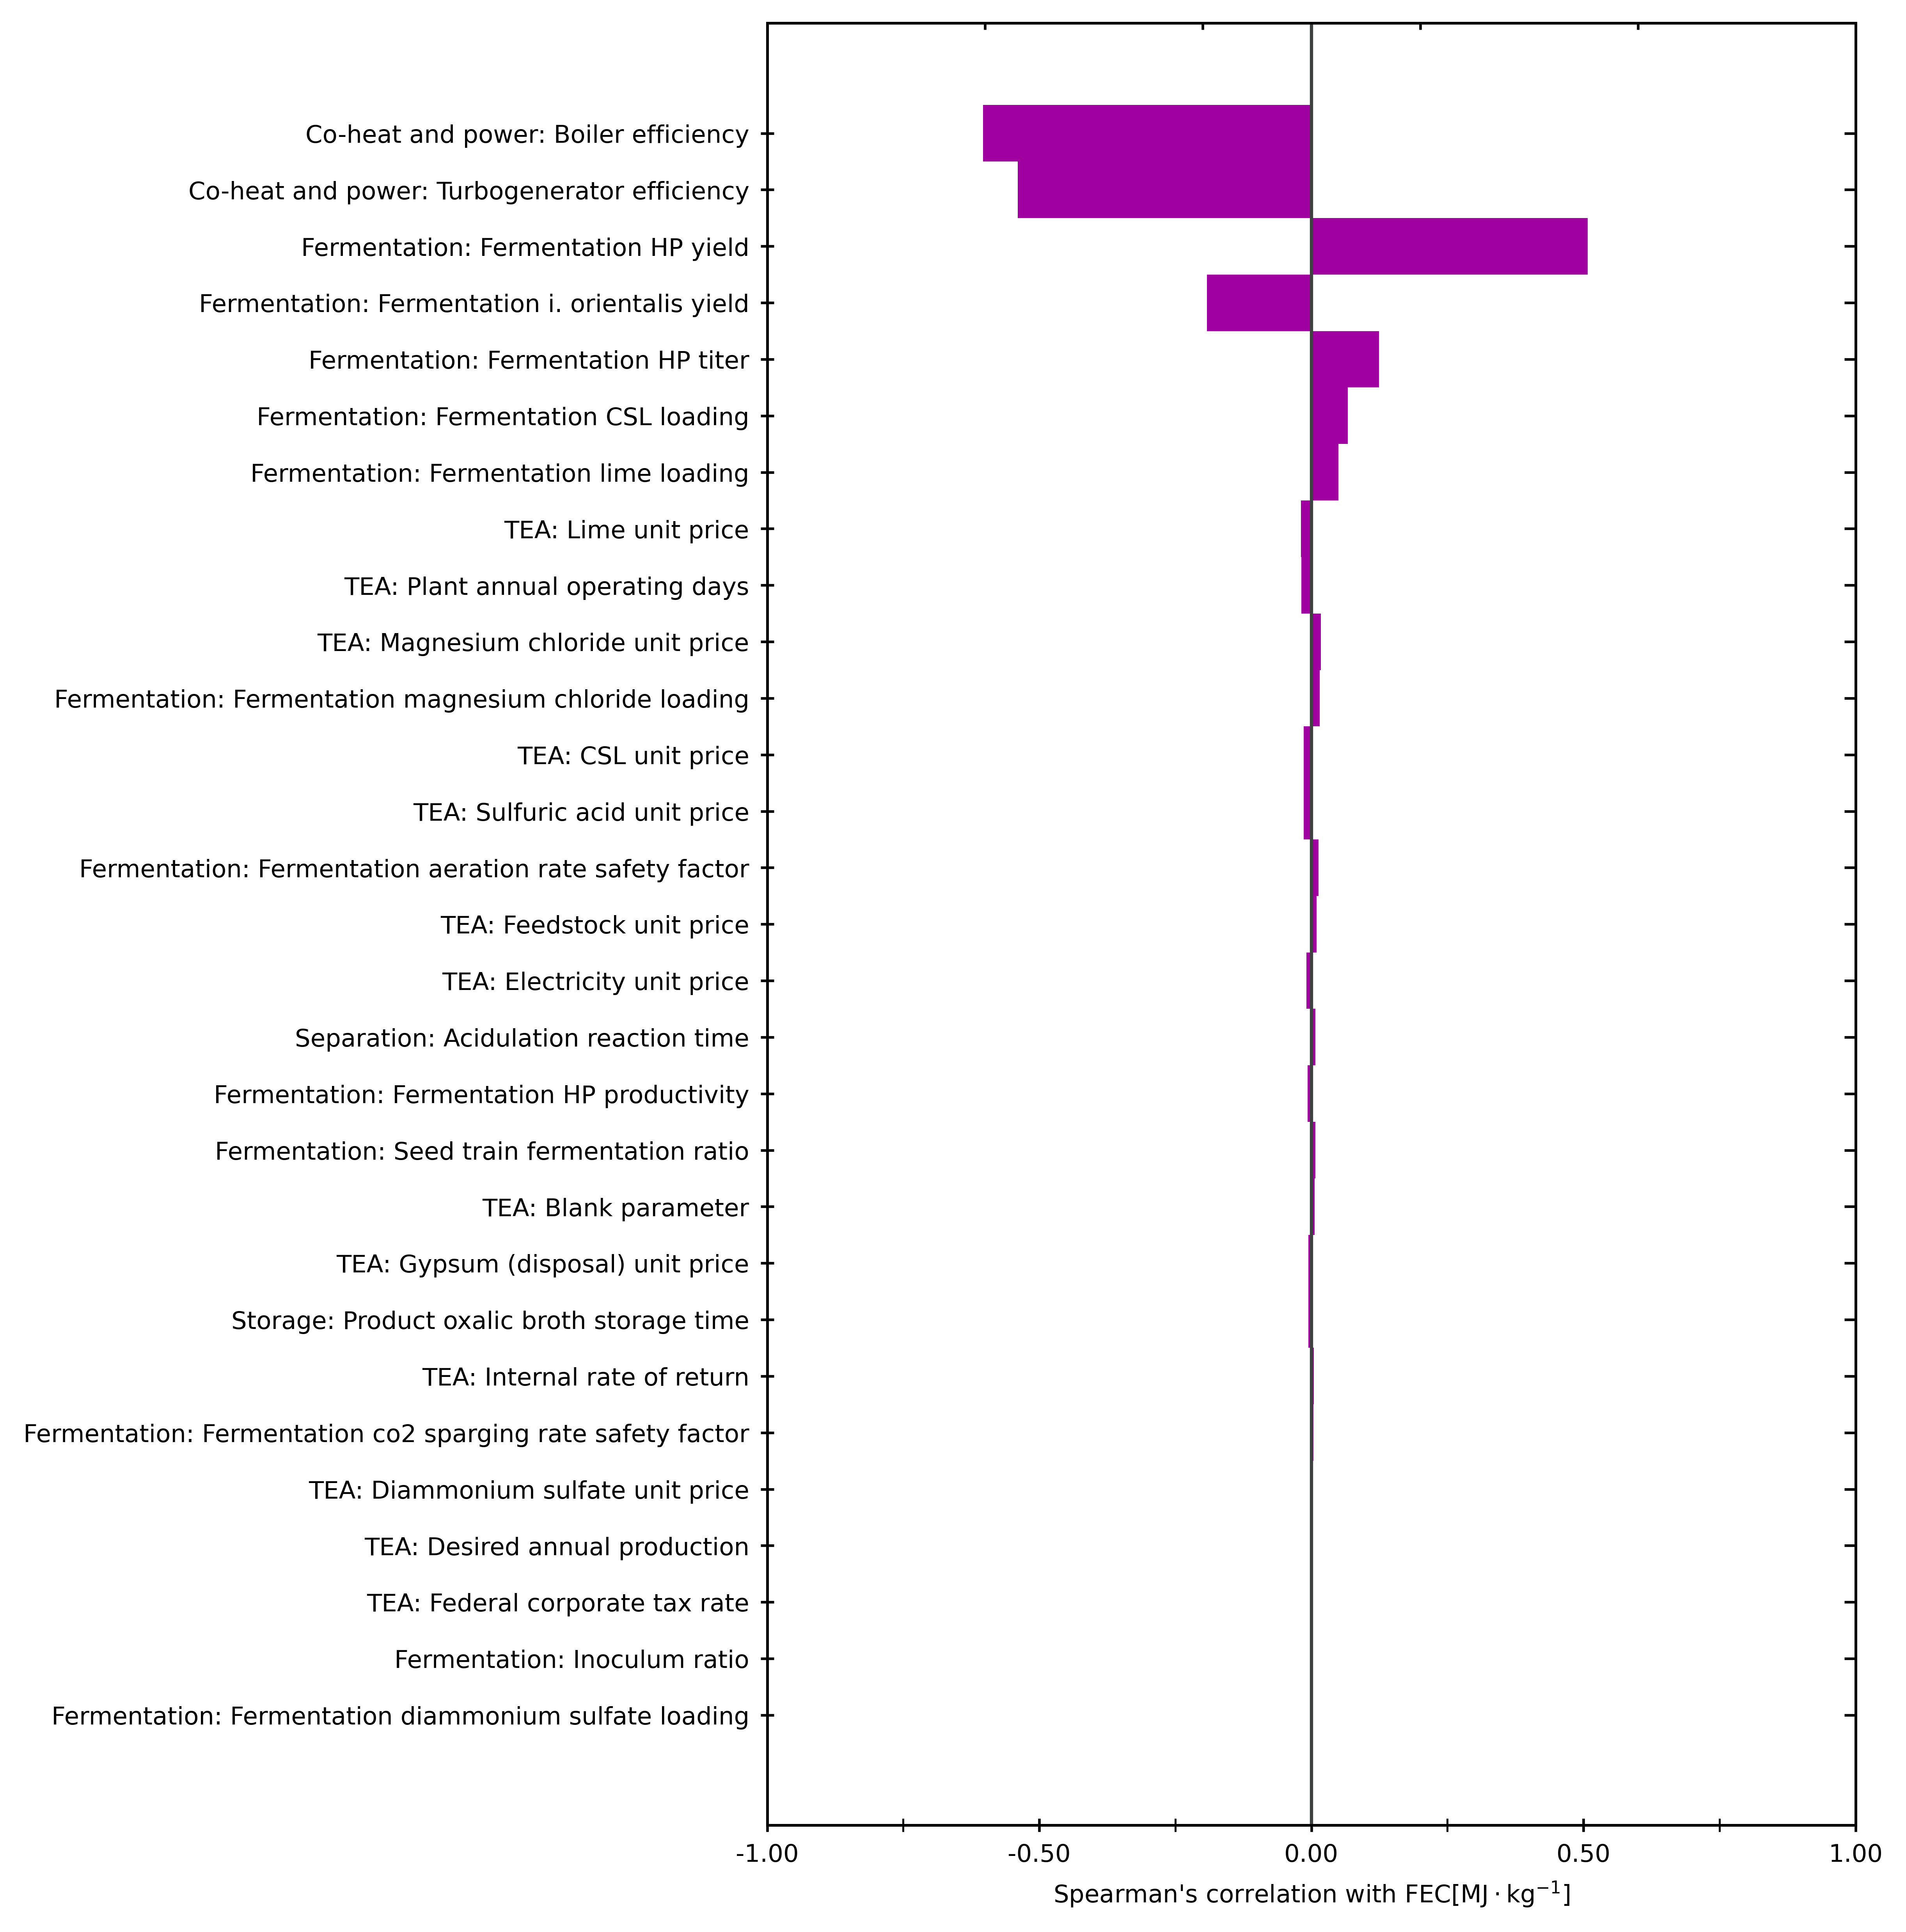 Co-heat and power: Boiler efficiency
Co-heat and power: Turbogenerator efficiency
Fermentation: Fermentation HP yield
Fermentation: Fermentation i. orientalis yield
Fermentation: Fermentation HP titer
Fermentation: Fermentation CSL loading
Fermentation: Fermentation lime loading
TEA: Lime unit price
TEA: Plant annual operating days
TEA: Magnesium chloride unit price
Fermentation: Fermentation magnesium chloride loading
TEA: CSL unit price
TEA: Sulfuric acid unit price
Fermentation: Fermentation aeration rate safety factor
TEA: Feedstock unit price
TEA: Electricity unit price
Separation: Acidulation reaction time
Fermentation: Fermentation HP productivity
Fermentation: Seed train fermentation ratio
TEA: Blank parameter
TEA: Gypsum (disposal) unit price
Storage: Product oxalic broth storage time
TEA: Internal rate of return
Fermentation: Fermentation co2 sparging rate safety factor
TEA: Diammonium sulfate unit price
TEA: Desired annual production
TEA: Federal corporate tax rate
Fermentation: Inoculum ratio
Fermentation: Fermentation diammonium sulfate loading
-1.00 -0.50 0.00 0.50 1.00
Spearman's correlation with FEC[MJ·kg⁻¹]